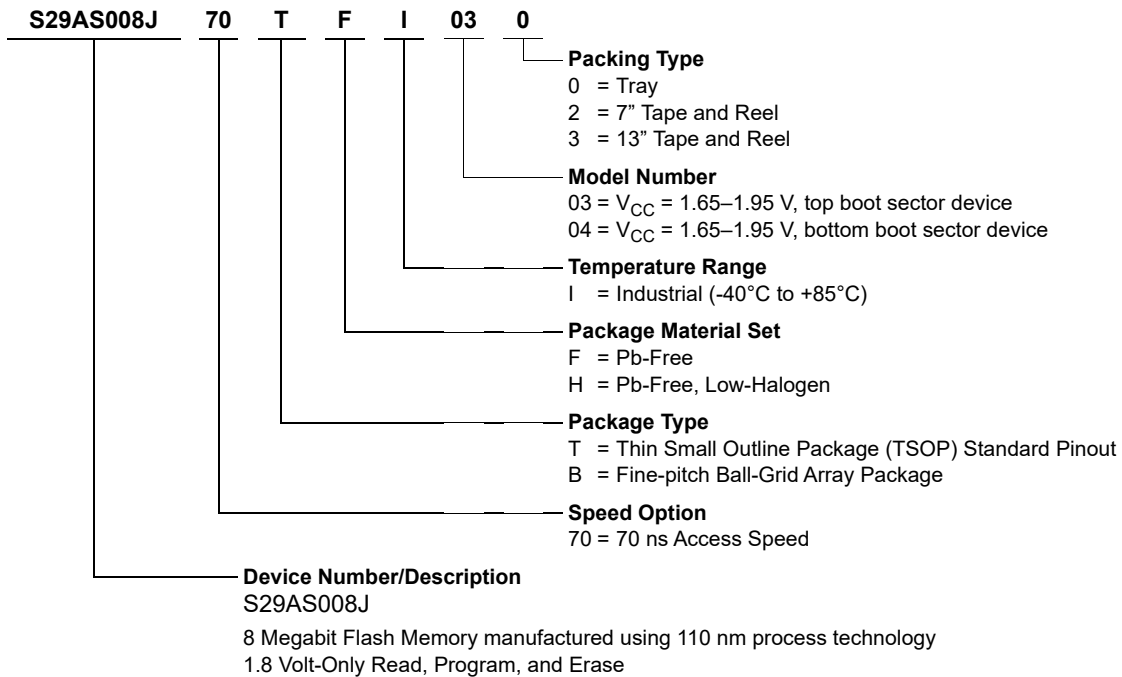 S29AS008J 70 T F I 03 0
Packing Type
0 = Tray
2 = 7” Tape and Reel
3 = 13” Tape and Reel
Model Number
03 = VCC = 1.65–1.95 V, top boot sector device
04 = VCC = 1.65–1.95 V, bottom boot sector device
Temperature Range
I = Industrial (-40°C to +85°C)
Package Material Set
F = Pb-Free
H = Pb-Free, Low-Halogen
Package Type
T = Thin Small Outline Package (TSOP) Standard Pinout
B = Fine-pitch Ball-Grid Array Package
Speed Option
70 = 70 ns Access Speed
Device Number/Description
S29AS008J
8 Megabit Flash Memory manufactured using 110 nm process technology
1.8 Volt-Only Read, Program, and Erase